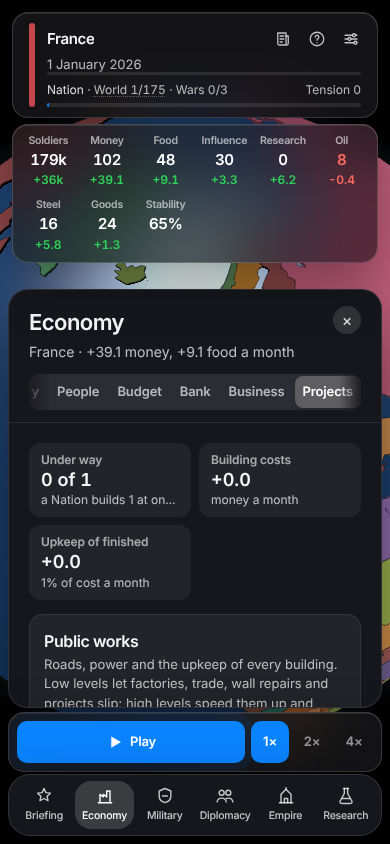 France
1 January 2026
Nation · World 1/175 · Wars 0/3
Tension 0
Soldiers Money Food Influence Research Oil
179k 102 48 30 0 8
+36k +39.1 +9.1 +3.3 +6.2 -0.4
Steel Goods Stability
16 24 65%
+5.8 +1.3
Economy
×
France · +39.1 money, +9.1 food a month
y People Budget Bank Business Projects
Under way
0 of 1
a Nation builds 1 at on...
Building costs
+0.0
money a month
Upkeep of finished
+0.0
1% of cost a month
Public works
Roads, power and the upkeep of every building.
Low levels let factories, trade, wall repairs and
projects slip; high levels speed them up and
Play 1× 2× 4×
Briefing Economy Military Diplomacy Empire Research